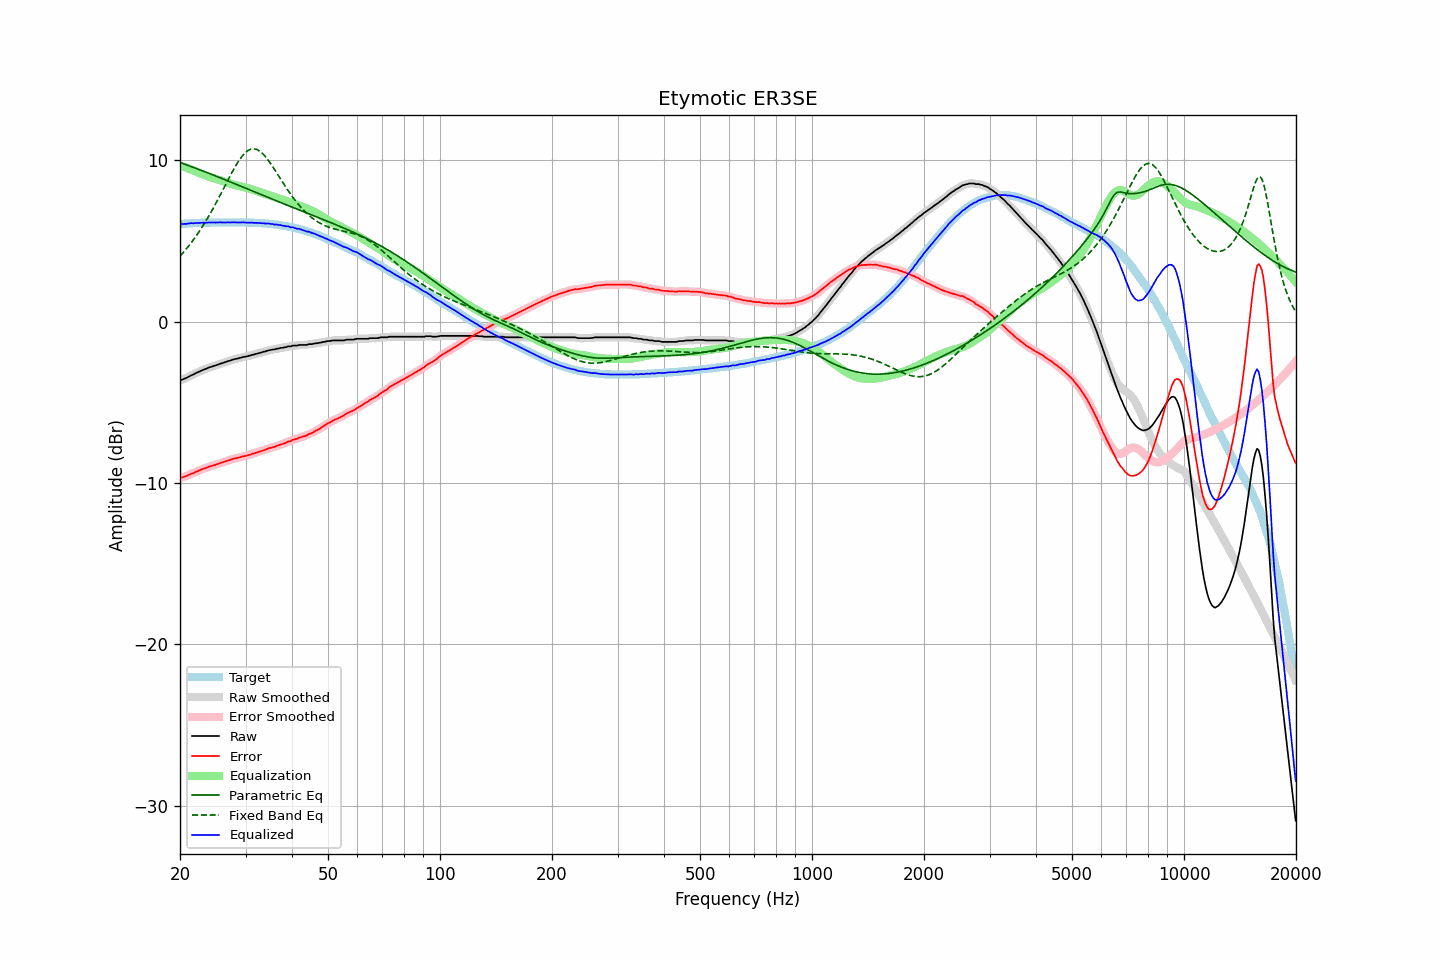 Etymotic ER3SE
10
0
−10
−20
−30
Amplitude (dBr)
Target
Raw Smoothed
Error Smoothed
Raw
Error
Equalization
Parametric Eq
Fixed Band Eq
Equalized
20 50 100 200 500 1000 2000 5000 10000 20000
Frequency (Hz)